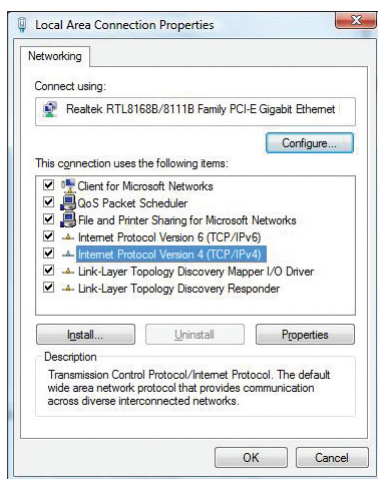 Local Area Connection Properties
Networking
Connect using:
Realtek RTL8168B/8111B Family PCI-E Gigabit Ethernet
Configure...
This connection uses the following items:
Client for Microsoft Networks
QoS Packet Scheduler
File and Printer Sharing for Microsoft Networks
Internet Protocol Version 6 (TCP/IPv6)
Internet Protocol Version 4 (TCP/IPv4)
Link-Layer Topology Discovery Mapper I/O Driver
Link-Layer Topology Discovery Responder
Install... Uninstall Properties
Description
Transmission Control Protocol/Internet Protocol. The default
wide area network protocol that provides communication
across diverse interconnected networks.
OK Cancel